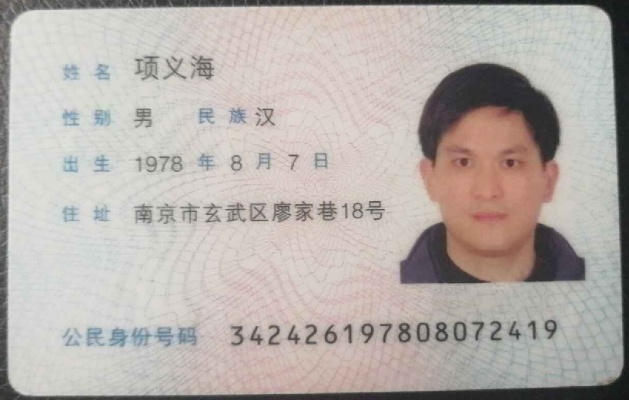 姓名 项义海
性别 男 民族 汉
出生 1978 年 8 月 7 日
住址 南京市玄武区廖家巷18号
公民身份号码 342426197808072419